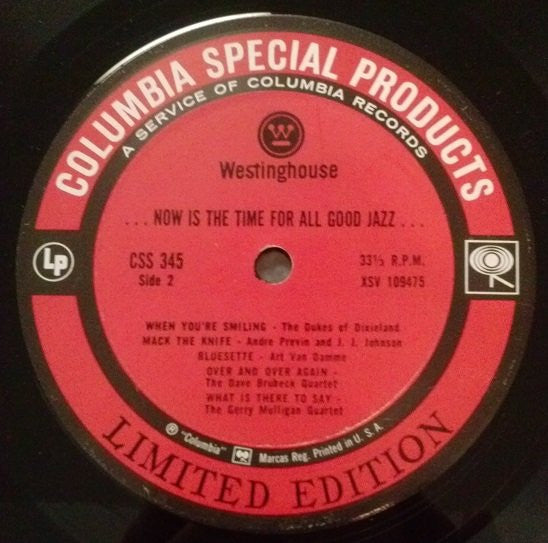 COLUMBIA SPECIAL PRODUCTS
A SERVICE OF COLUMBIA RECORDS
W
Westinghouse
. . . NOW IS THE TIME FOR ALL GOOD JAZZ . . .
CSS 345
Side 2
33⅓ R.P.M.
XSV 109475
LP
WHEN YOU'RE SMILING - The Dukes of Dixieland
MACK THE KNIFE - Andre Previn and J. J. Johnson
BLUESETTE - Art Van Damme
OVER AND OVER AGAIN -
The Dave Brubeck Quartet
WHAT IS THERE TO SAY -
The Gerry Mulligan Quartet
® "Columbia" Marcas Reg. Printed in U. S. A.
LIMITED EDITION